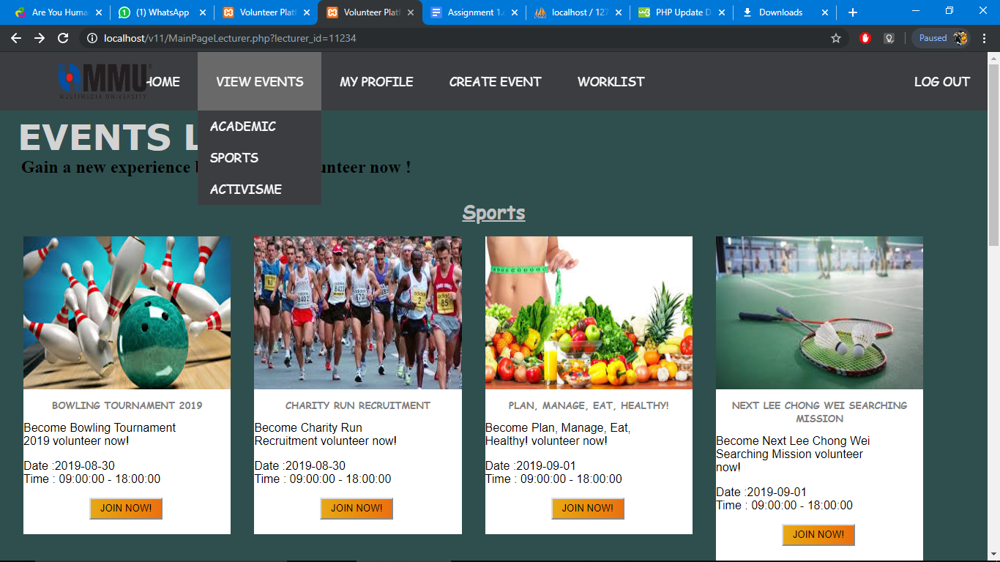 Are You Huma
(1) WhatsApp
Volunteer Platf
Volunteer Platf
Assignment 1.d
localhost / 127
PHP Update D
Downloads
localhost/v11/MainPageLecturer.php?lecturer_id=11234
Paused
MMU
MULTIMEDIA UNIVERSITY
HOME
VIEW EVENTS
MY PROFILE
CREATE EVENT
WORKLIST
LOG OUT
ACADEMIC
SPORTS
ACTIVISME
EVENTS L
Gain a new experience b unteer now !
Sports
BOWLING TOURNAMENT 2019
Become Bowling Tournament
2019 volunteer now!
Date :2019-08-30
Time : 09:00:00 - 18:00:00
JOIN NOW!
CHARITY RUN RECRUITMENT
Become Charity Run
Recruitment volunteer now!
Date :2019-08-30
Time : 09:00:00 - 18:00:00
JOIN NOW!
PLAN, MANAGE, EAT, HEALTHY!
Become Plan, Manage, Eat,
Healthy! volunteer now!
Date :2019-09-01
Time : 09:00:00 - 18:00:00
JOIN NOW!
NEXT LEE CHONG WEI SEARCHING
MISSION
Become Next Lee Chong Wei
Searching Mission volunteer
now!
Date :2019-09-01
Time : 09:00:00 - 18:00:00
JOIN NOW!